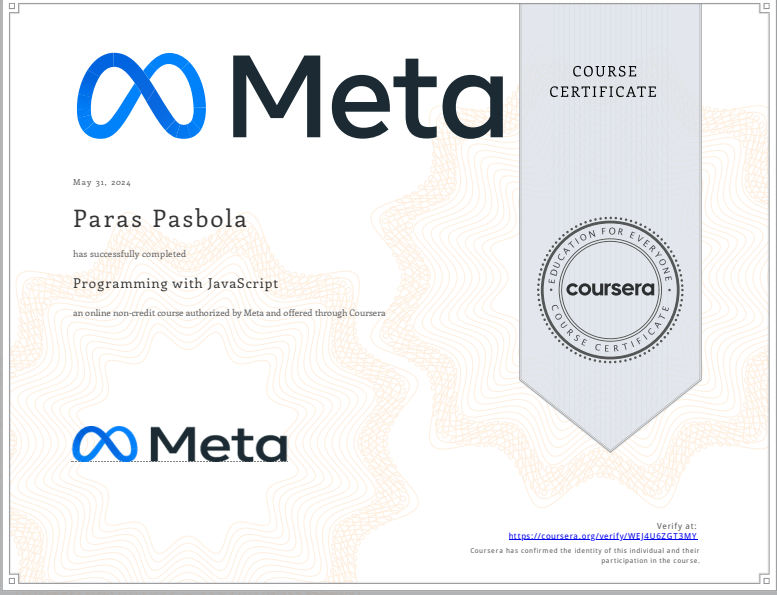 Meta
COURSE
CERTIFICATE
May 31, 2024
Paras Pasbola
has successfully completed
Programming with JavaScript
an online non-credit course authorized by Meta and offered through Coursera
EDUCATION FOR EVERYONE
coursera
COURSE CERTIFICATE
Meta
Verify at:
https://coursera.org/verify/WEJ4U6ZGT3MY
Coursera has confirmed the identity of this individual and their
participation in the course.